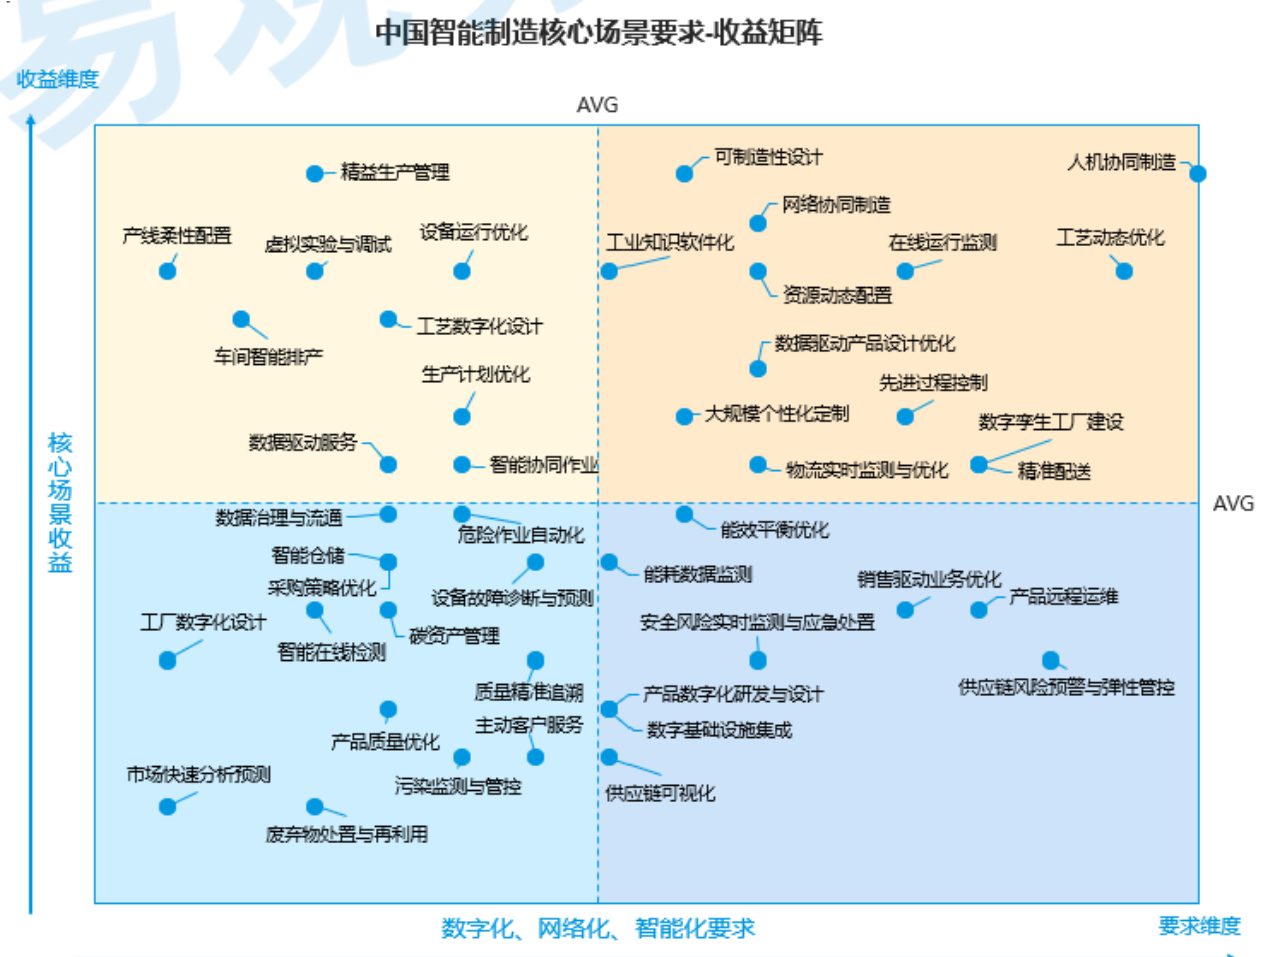 易观
中国智能制造核心场景要求-收益矩阵
收益维度
AVG
精益生产管理
可制造性设计
人机协同制造
网络协同制造
产线柔性配置
虚拟实验与调试
设备运行优化
工业知识软件化
在线运行监测
工艺动态优化
资源动态配置
工艺数字化设计
车间智能排产
数据驱动产品设计优化
生产计划优化
先进过程控制
大规模个性化定制
数字孪生工厂建设
数据驱动服务
智能协同作业
物流实时监测与优化
精准配送
核心场景收益
AVG
数据治理与流通
危险作业自动化
能效平衡优化
智能仓储
采购策略优化
设备故障诊断与预测
能耗数据监测
销售驱动业务优化
产品远程运维
工厂数字化设计
智能在线检测
碳资产管理
安全风险实时监测与应急处置
质量精准追溯
产品数字化研发与设计
供应链风险预警与弹性管控
主动客户服务
数字基础设施集成
产品质量优化
市场快速分析预测
污染监测与管控
供应链可视化
废弃物处置与再利用
数字化、网络化、智能化要求
要求维度